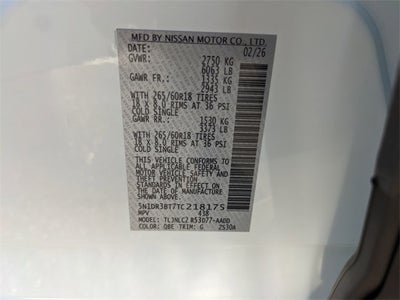 MFD BY NISSAN MOTOR CO., LTD.
DATE: 02/26
GVWR: 2750 KG
6063 LB
GAWR FR.: 1335 KG
2943 LB
WITH 265/60R18 TIRES
18 X 8.0 RIMS AT 36 PSI
COLD SINGLE
GAWR RR.: 1530 KG
3373 LB
WITH 265/60R18 TIRES
18 X 8.0 RIMS AT 36 PSI
COLD SINGLE
THIS VEHICLE CONFORMS TO
ALL APPLICABLE FEDERAL
MOTOR VEHICLE SAFETY AND
THEFT PREVENTION STANDARDS
IN EFFECT ON THE DATE OF
MANUFACTURE SHOWN ABOVE.
5N1DR3BT7TC218175
MPV 438
MODEL: R53
COLOR: QBE TRIM: G ZS30A